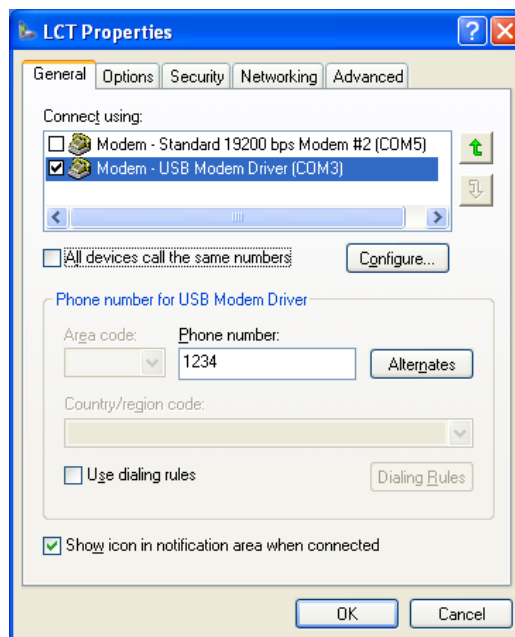 LCT Properties
General Options Security Networking Advanced
Connect using:
Modem - Standard 19200 bps Modem #2 (COM5)
Modem - USB Modem Driver (COM3)
All devices call the same numbers
Configure...
Phone number for USB Modem Driver
Area code: Phone number:
1234
Alternates
Country/region code:
Use dialing rules
Dialing Rules
Show icon in notification area when connected
OK Cancel